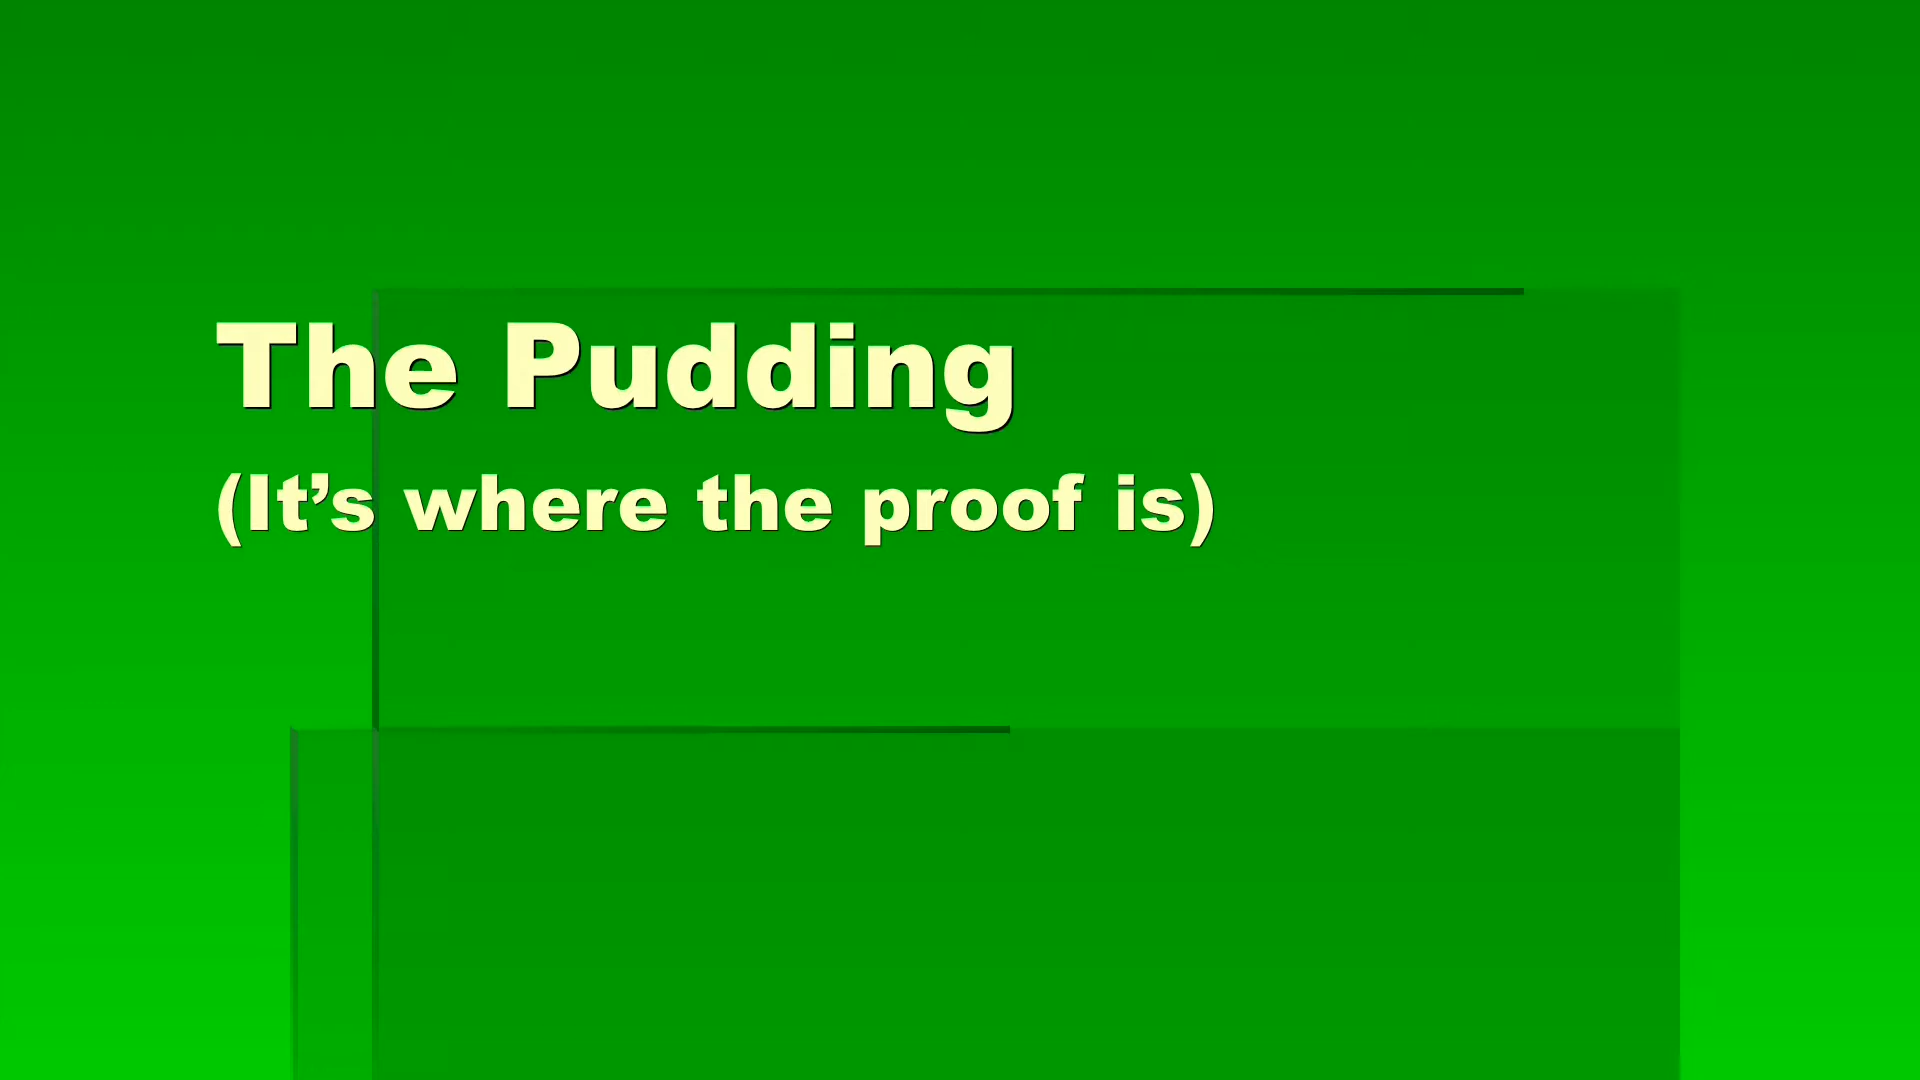 The Pudding
(It’s where the proof is)